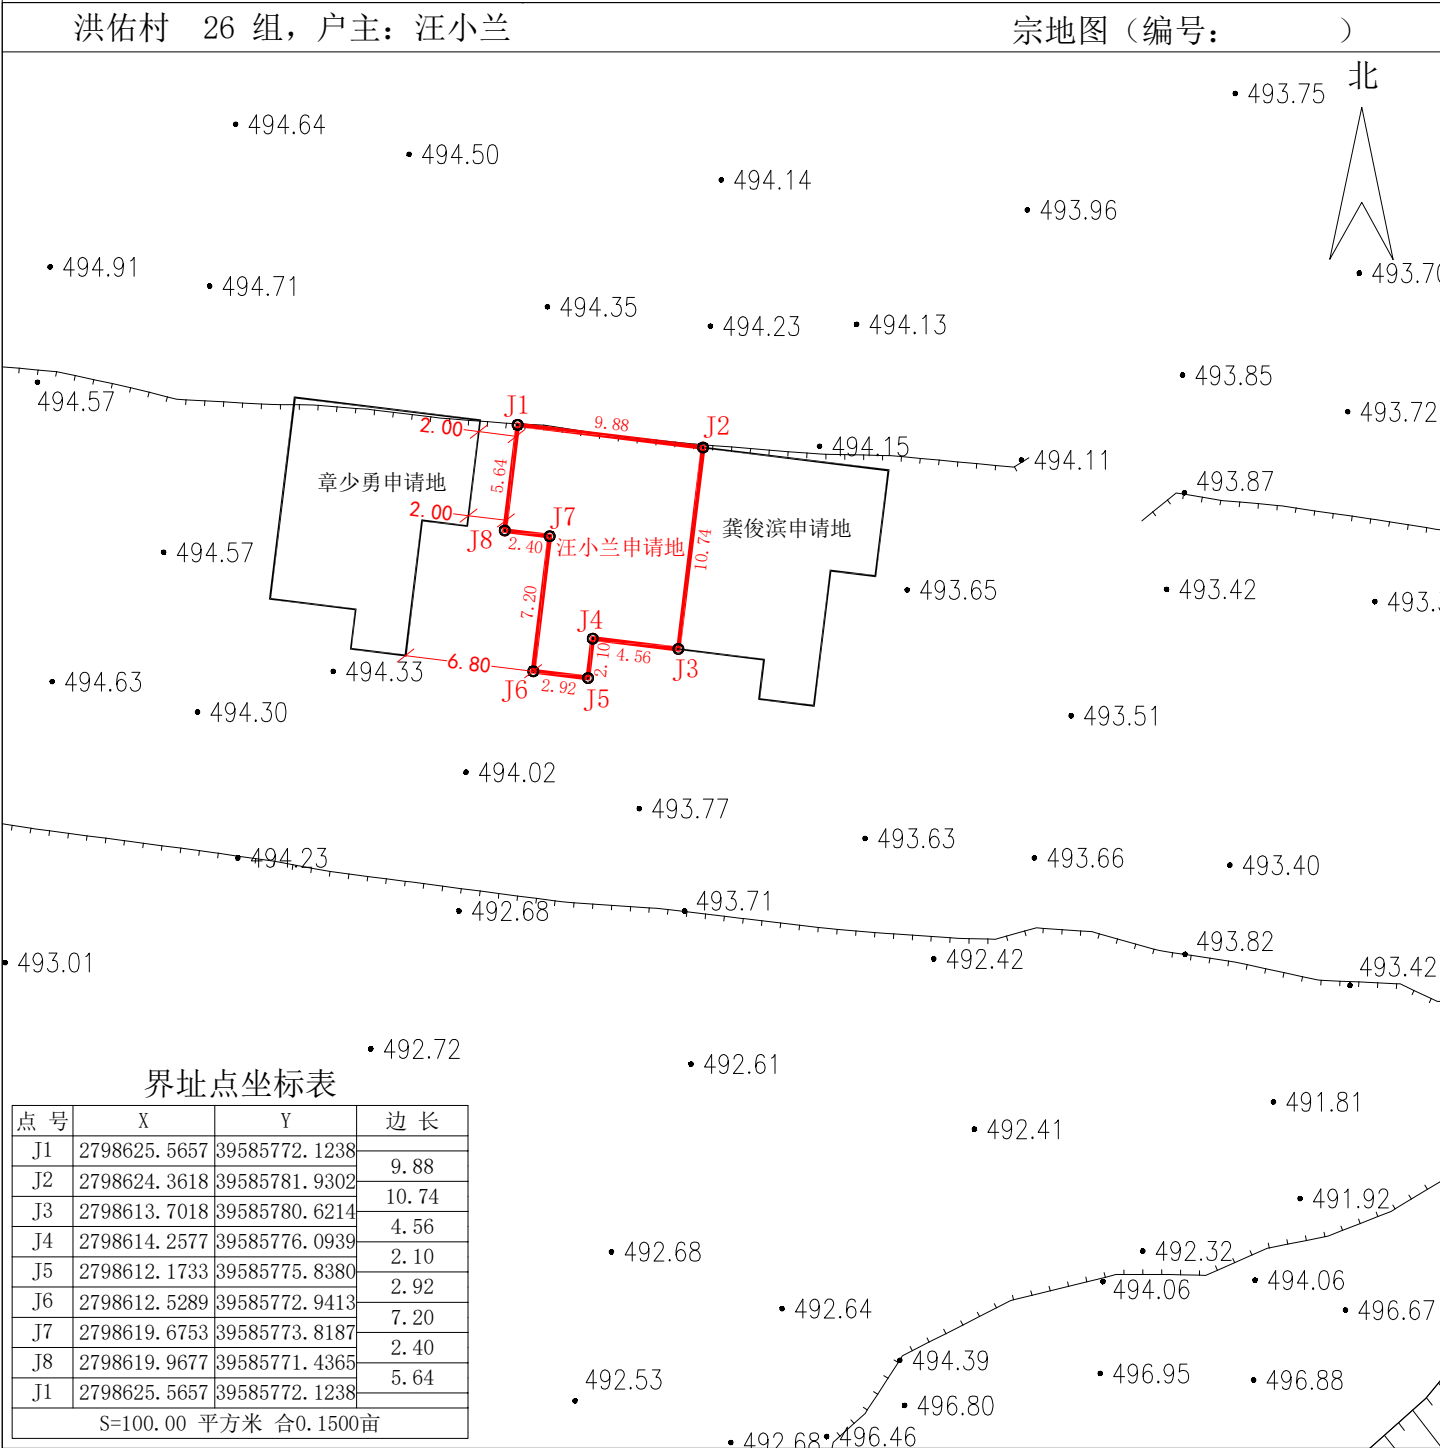 洪佑村　26 组，户主：汪小兰
宗地图（编号：　　　　）
北
493.75
494.64
494.50
494.14
493.96
494.91
494.71
493.70
494.35
494.23
494.13
493.85
494.57
493.72
J1
9.88
J2
2.00
494.15
494.11
5.64
章少勇申请地
493.87
2.00
J7
龚俊滨申请地
J8
2.40
汪小兰申请地
10.74
494.57
493.65
493.42
493.
7.20
J4
2.10
4.56
J3
6.80
494.33
494.63
J6
2.92
J5
494.30
493.51
494.02
493.77
493.63
494.23
493.66
493.40
492.68
493.71
493.82
492.42
493.01
493.42
492.72
492.61
491.81
492.41
491.92
492.68
492.32
494.06
494.06
492.64
496.67
494.39
496.95
496.88
492.53
496.80
496.46
492.68
界址点坐标表
点 号 X Y 边 长
J1 2798625.5657 39585772.1238
9.88
J2 2798624.3618 39585781.9302
10.74
J3 2798613.7018 39585780.6214
4.56
J4 2798614.2577 39585776.0939
2.10
J5 2798612.1733 39585775.8380
2.92
J6 2798612.5289 39585772.9413
7.20
J7 2798619.6753 39585773.8187
2.40
J8 2798619.9677 39585771.4365
5.64
J1 2798625.5657 39585772.1238
S=100.00 平方米 合0.1500亩